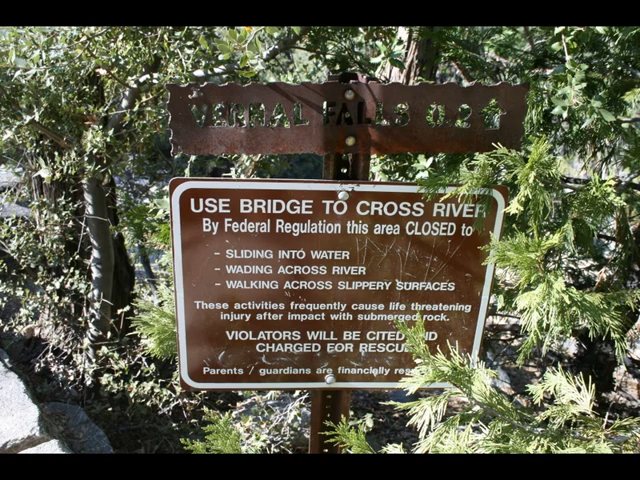 VERNAL FALLS 0.2
USE BRIDGE TO CROSS RIVER
By Federal Regulation this area CLOSED to
- SLIDING INTO WATER
- WADING ACROSS RIVER
- WALKING ACROSS SLIPPERY SURFACES
These activities frequently cause life threatening
injury after impact with submerged rock.
VIOLATORS WILL BE CITED AND
CHARGED FOR RESCUE
Parents / guardians are financially